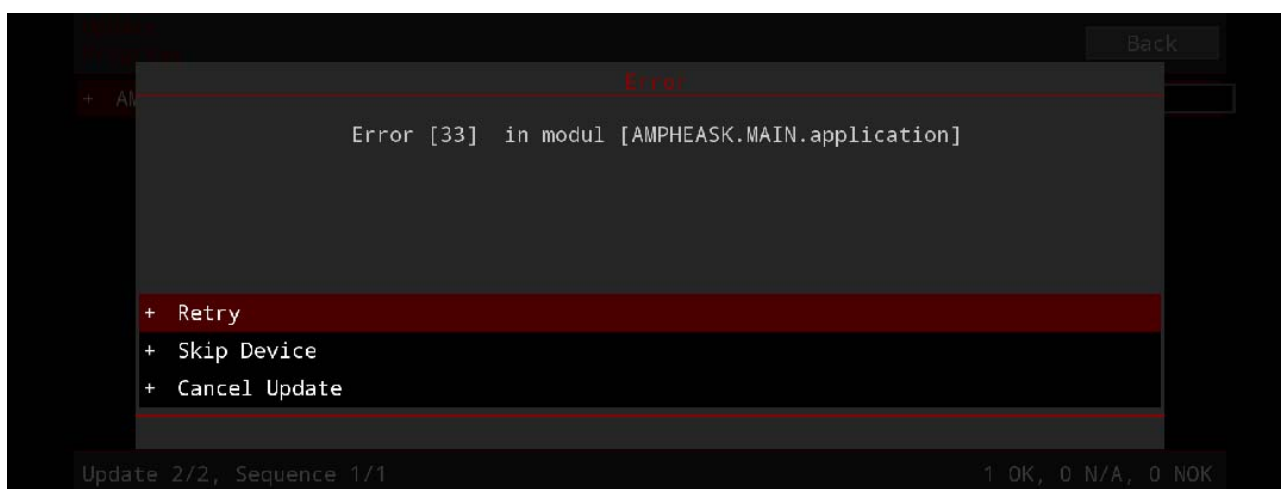 Back
Error
+ AM
Error [33] in modul [AMPHEASK.MAIN.application]
+ Retry
+ Skip Device
+ Cancel Update
Update 2/2, Sequence 1/1
1 OK, 0 N/A, 0 NOK